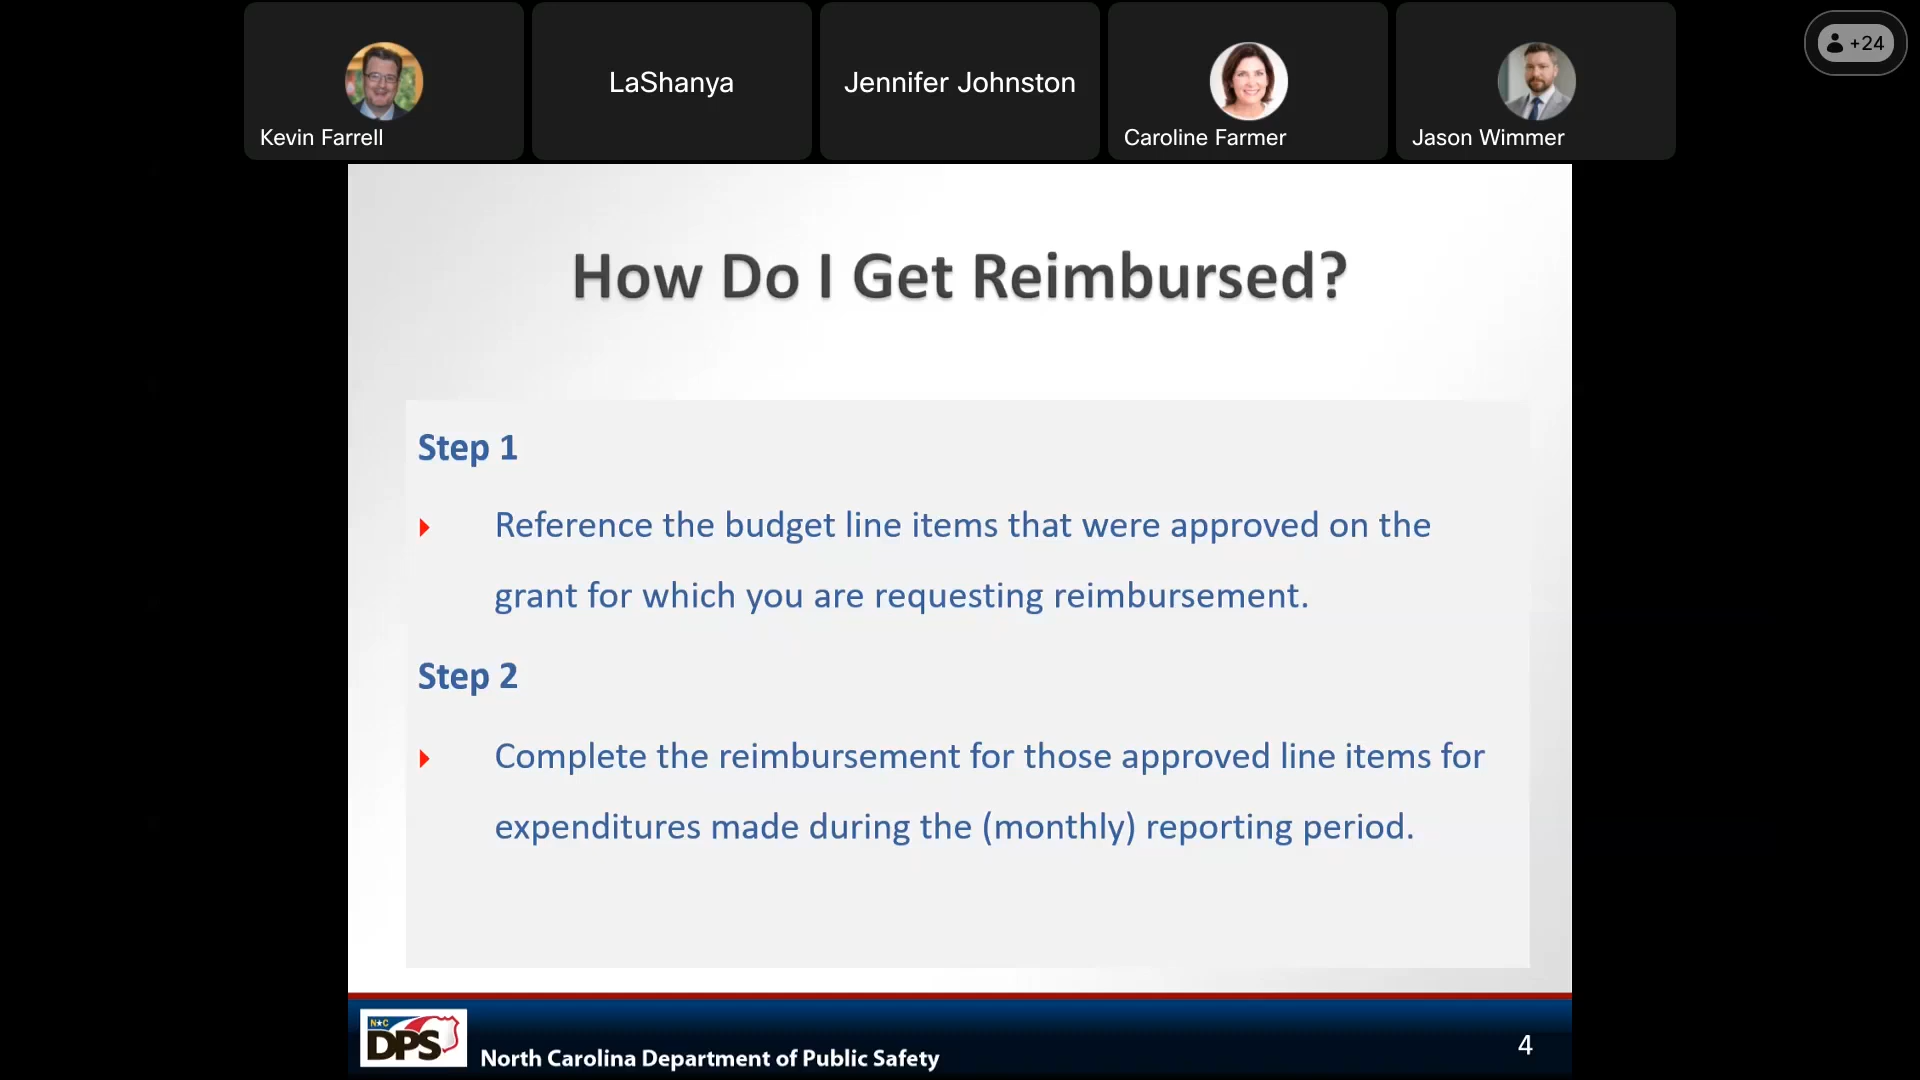 Kevin Farrell
LaShanya
Jennifer Johnston
Caroline Farmer
Jason Wimmer
+24
How Do I Get Reimbursed?
Step 1
Reference the budget line items that were approved on the
grant for which you are requesting reimbursement.
Step 2
Complete the reimbursement for those approved line items for
expenditures made during the (monthly) reporting period.
N★C
DPS
North Carolina Department of Public Safety
4